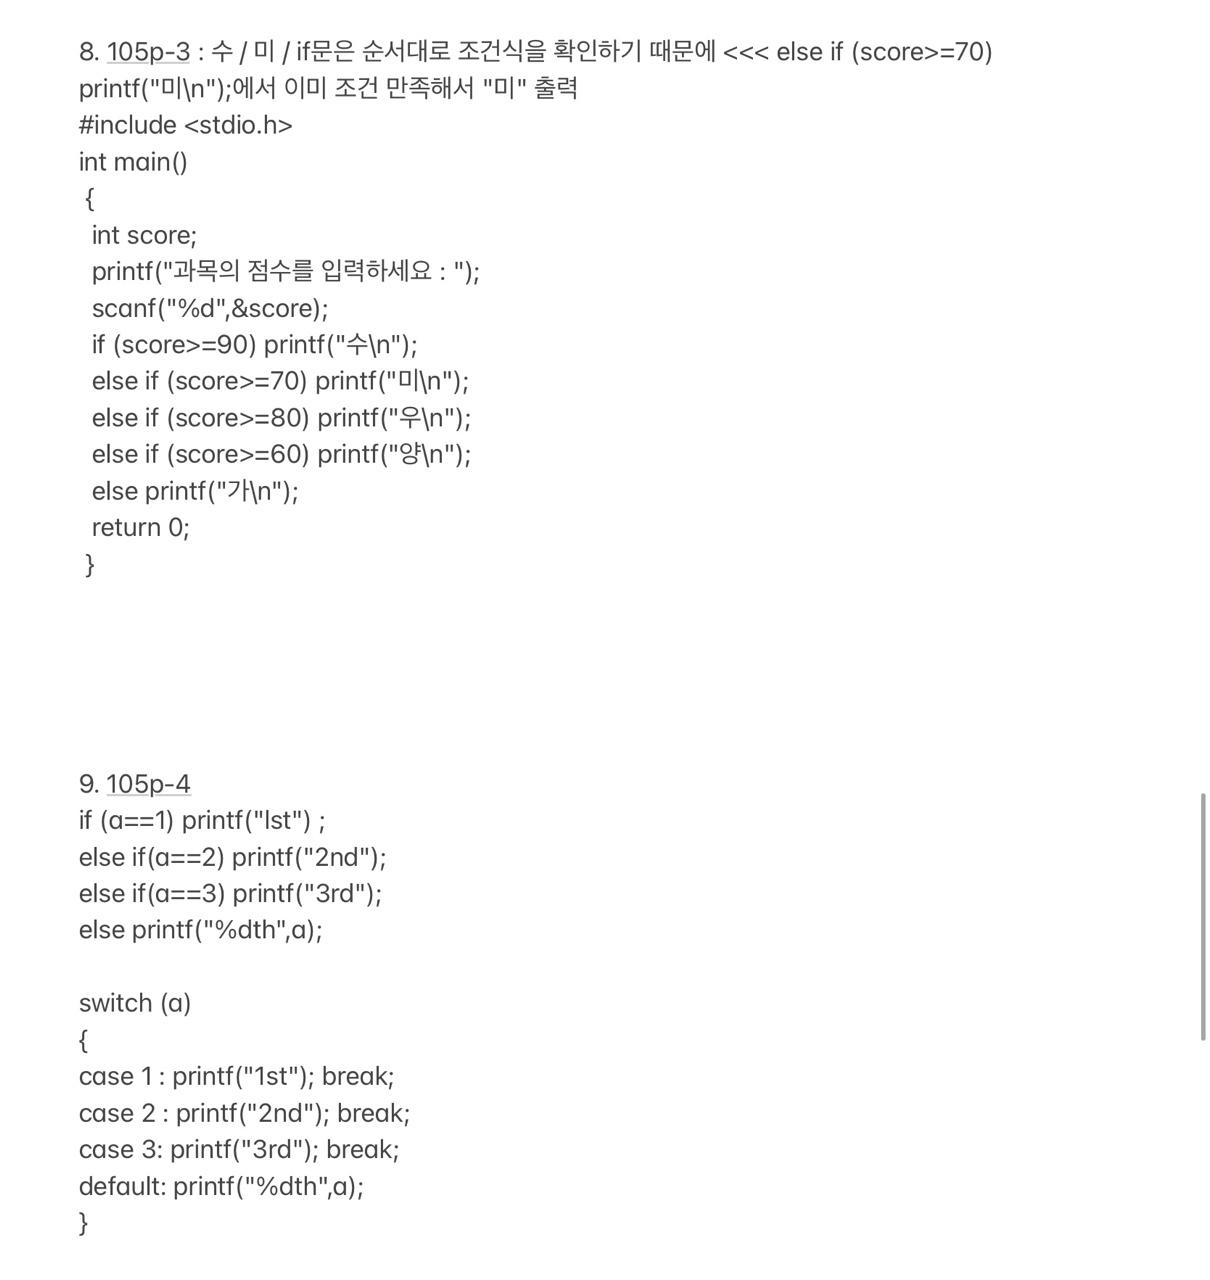 8. 105p-3 : 수 / 미 / if문은 순서대로 조건식을 확인하기 때문에 <<< else if (score>=70)
printf("미\n");에서 이미 조건 만족해서 "미" 출력
#include <stdio.h>
int main()
{
int score;
printf("과목의 점수를 입력하세요 : ");
scanf("%d",&score);
if (score>=90) printf("수\n");
else if (score>=70) printf("미\n");
else if (score>=80) printf("우\n");
else if (score>=60) printf("양\n");
else printf("가\n");
return 0;
}
9. 105p-4
if (a==1) printf("lst") ;
else if(a==2) printf("2nd");
else if(a==3) printf("3rd");
else printf("%dth",a);
switch (a)
{
case 1 : printf("1st"); break;
case 2 : printf("2nd"); break;
case 3: printf("3rd"); break;
default: printf("%dth",a);
}